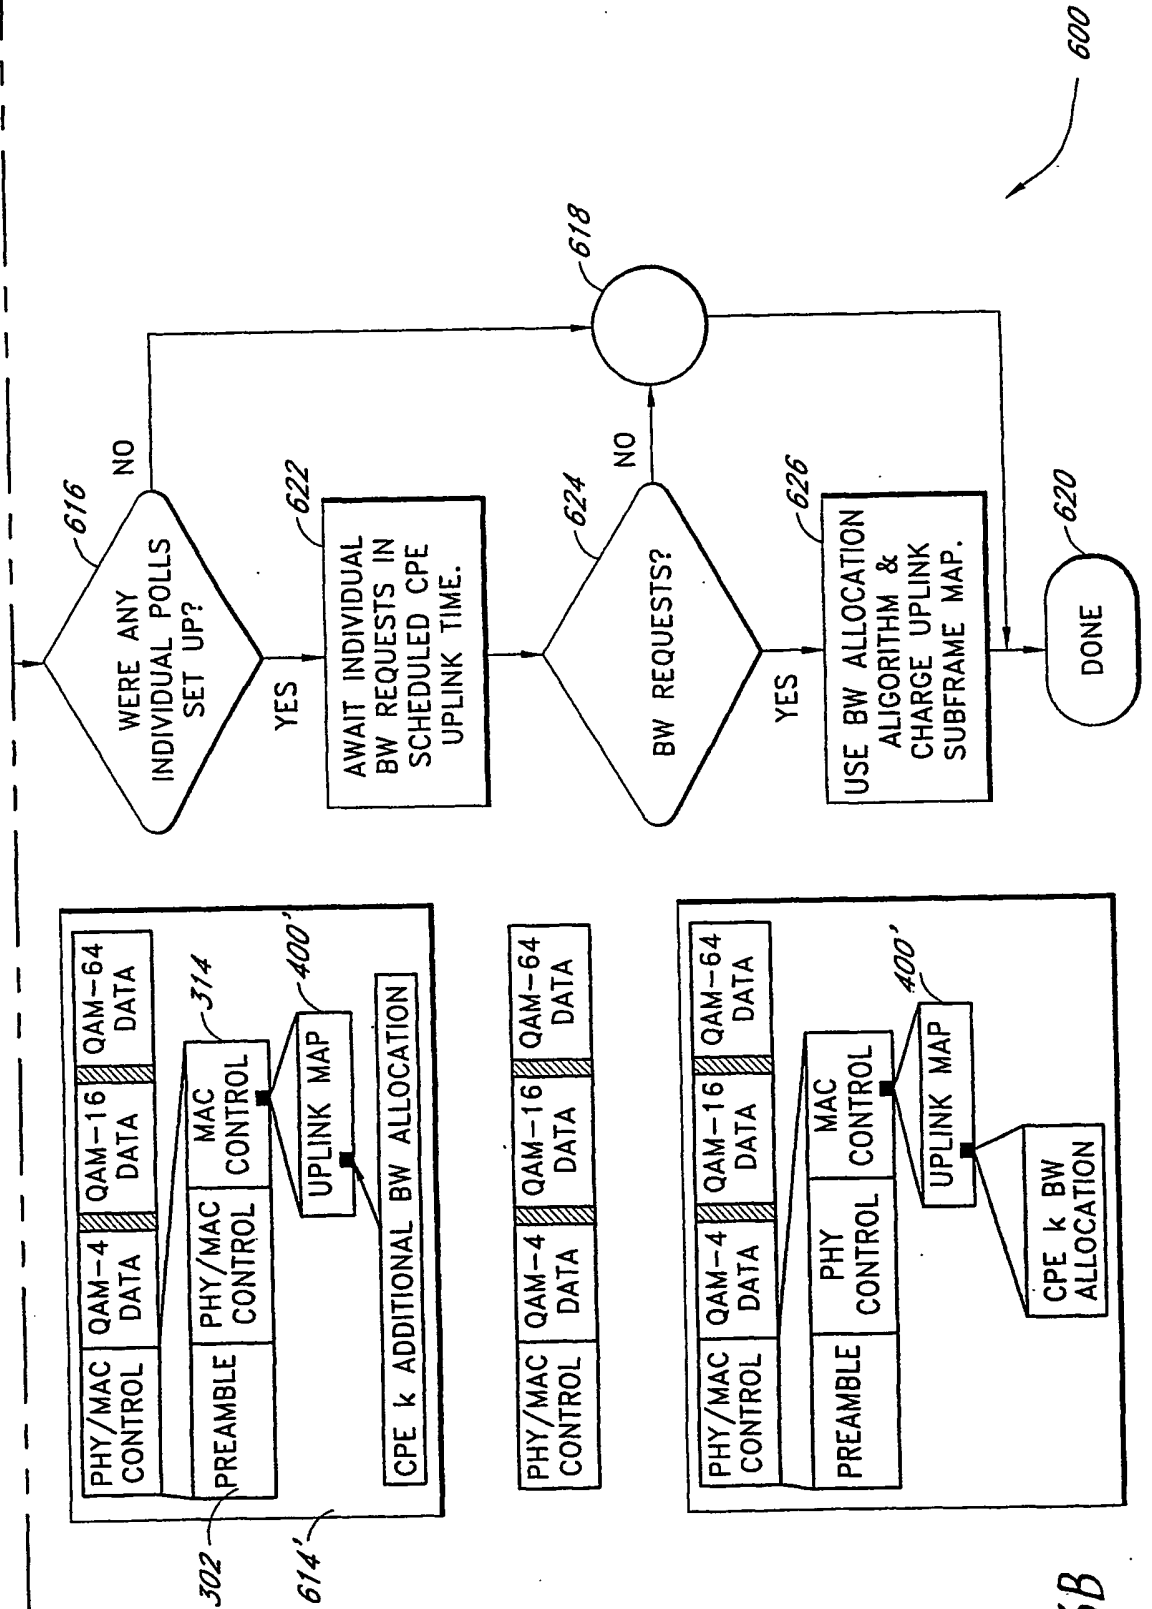 600
WERE ANY
INDIVIDUAL POLLS
SET UP?
616
NO
YES
AWAIT INDIVIDUAL
BW REQUESTS IN
SCHEDULED CPE
UPLINK TIME.
622
618
BW REQUESTS?
624
NO
YES
USE BW ALLOCATION
ALIGORITHM &
CHARGE UPLINK
SUBFRAME MAP.
626
DONE
620
PHY/MAC
CONTROL
QAM-4
DATA
QAM-16
DATA
QAM-64
DATA
PREAMBLE
PHY/MAC
CONTROL
MAC
CONTROL
314
302
UPLINK MAP
400'
CPE k ADDITIONAL BW ALLOCATION
614'
PHY/MAC
CONTROL
QAM-4
DATA
QAM-16
DATA
QAM-64
DATA
PHY/MAC
CONTROL
QAM-4
DATA
QAM-16
DATA
QAM-64
DATA
PREAMBLE
PHY
CONTROL
MAC
CONTROL
UPLINK MAP
400'
CPE k BW
ALLOCATION